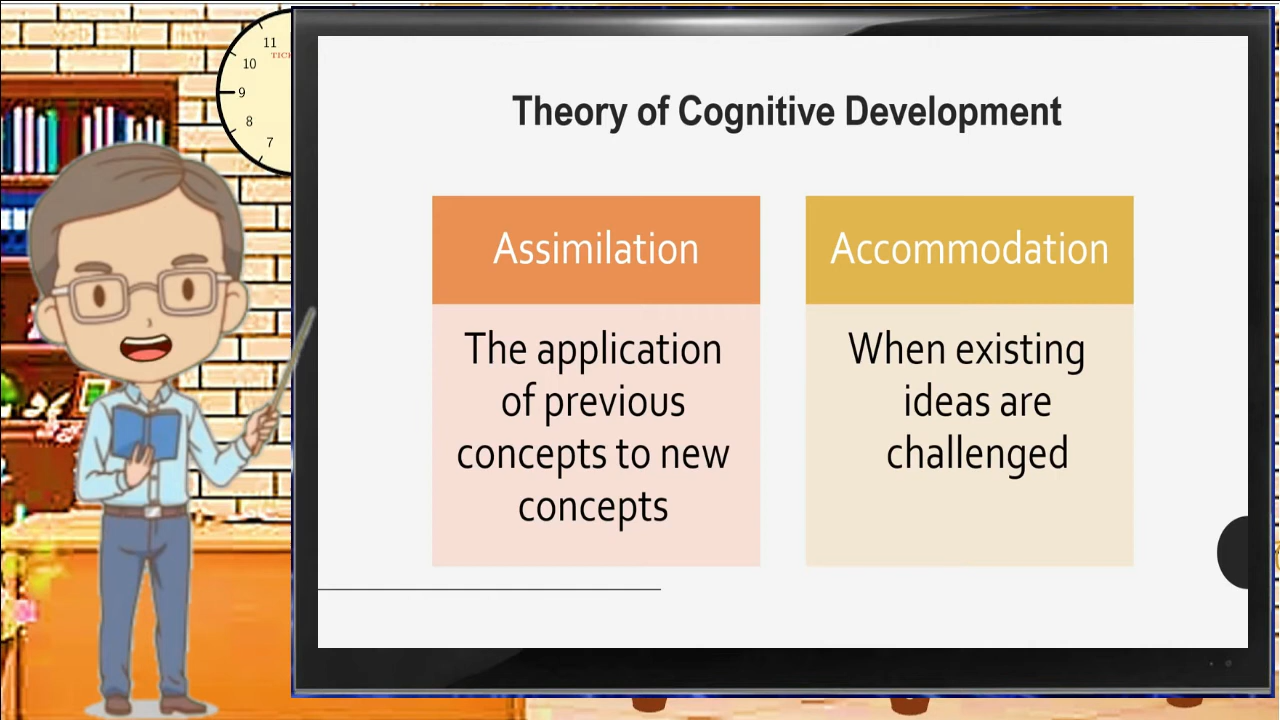 11
TICK
10
9
8
7
Theory of Cognitive Development
Assimilation
The application
of previous
concepts to new
concepts
Accommodation
When existing
ideas are
challenged